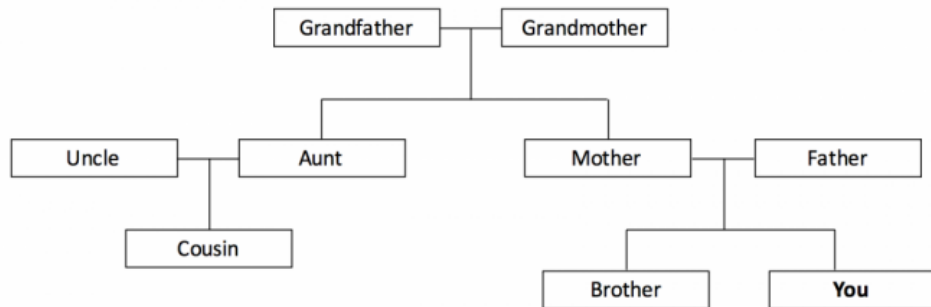 Grandfather
Grandmother
Uncle
Aunt
Mother
Father
Cousin
Brother
You